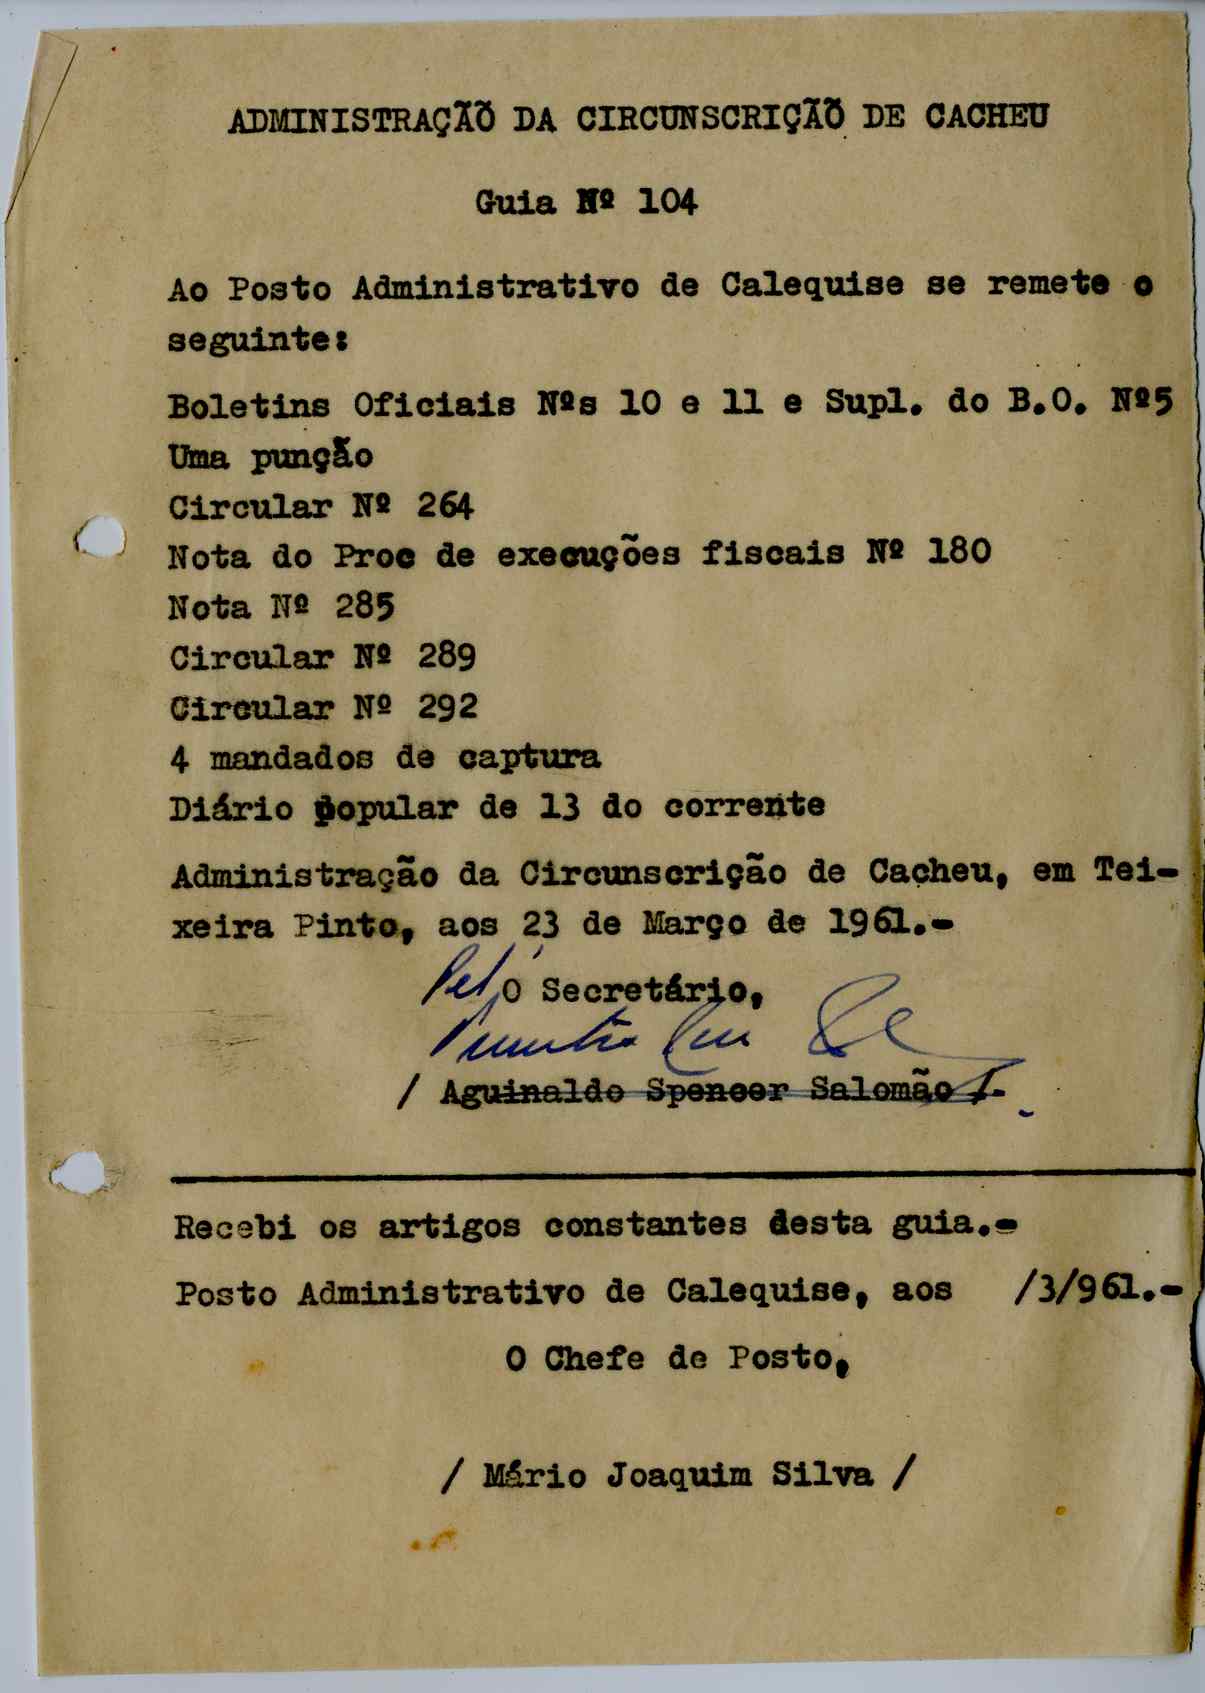 ADMINISTRAÇÃÕ DA CIRCUNSCRIÇÃÕ DE CACHEU
Guia Nº 104
Ao Posto Administrativo de Calequise se remete o
seguinte:
Boletins Oficiais Nºs 10 e 11 e Supl. do B.O. Nº5
Uma punção
Circular Nº 264
Nota do Proc de execuções fiscais Nº 180
Nota Nº 285
Circular Nº 289
Circular Nº 292
4 mandados de captura
Diário popular de 13 do corrente
Administração da Circunscrição de Cacheu, em Tei-
xeira Pinto, aos 23 de Março de 1961.-
Pel' O Secretário,
/ Aguinaldo Spencer Salomão /.
Recebi os artigos constantes desta guia.-
Posto Administrativo de Calequise, aos /3/961.-
O Chefe de Posto,
/ Mário Joaquim Silva /